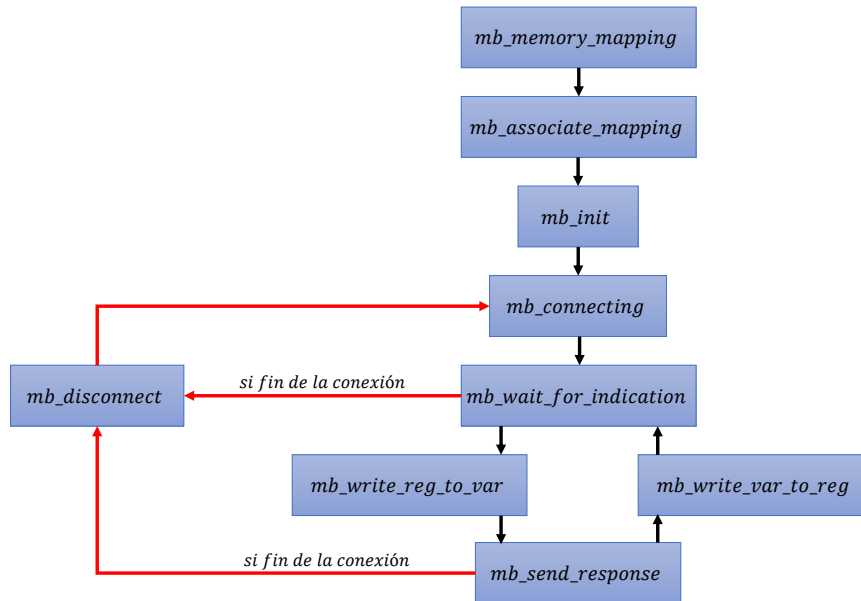 mb_memory_mapping
mb_associate_mapping
mb_init
mb_connecting
si fin de la conexión
mb_disconnect
mb_wait_for_indication
mb_write_reg_to_var
mb_write_var_to_reg
si fin de la conexión
mb_send_response